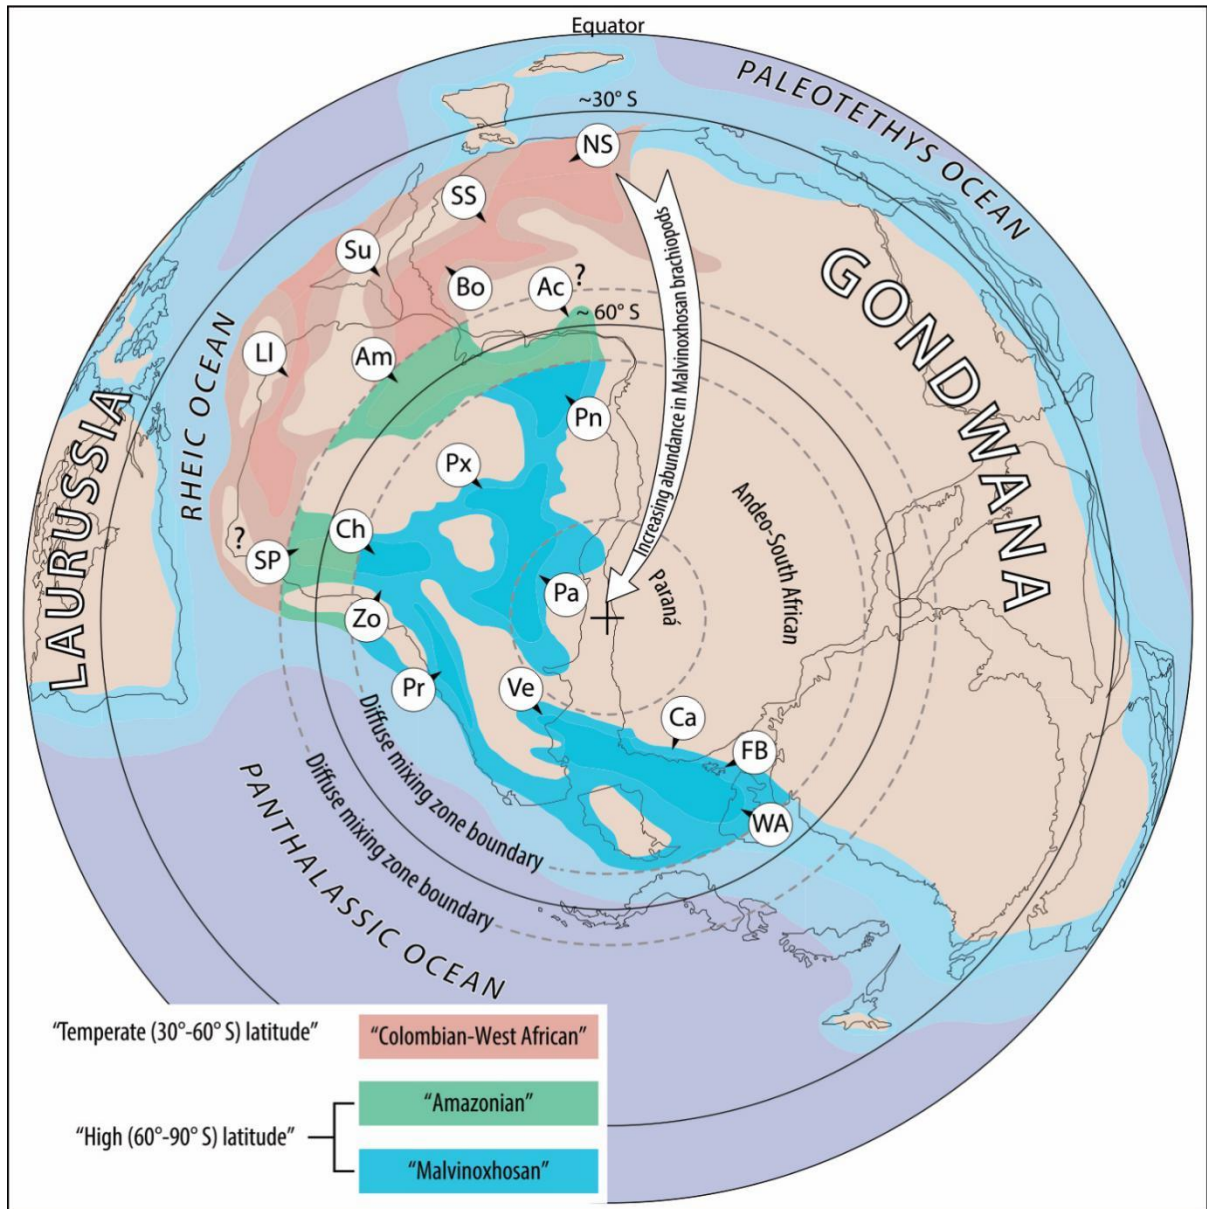 Equator
PALEOTETHYS OCEAN
~30° S
NS
SS
Su
Bo
Ac
?
~ 60° S
GONDWANA
LI
Am
RHEIC OCEAN
LAURUSSIA
Increasing abundance in Malvinoxhosan brachiopods
Pn
Px
Andeo-South African
Ch
?
SP
Pa
Paraná
Zo
Pr
Ve
Ca
FB
WA
Diffuse mixing zone boundary
Diffuse mixing zone boundary
PANTHALASSIC OCEAN
"Temperate (30°-60° S) latitude"
"Colombian-West African"
"Amazonian"
"High (60°-90° S) latitude"
"Malvinoxhosan"